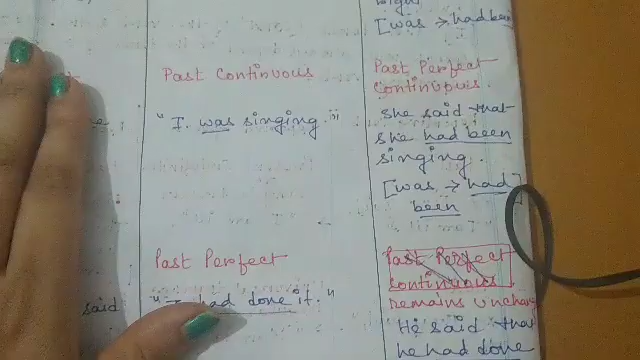 right
[was → had been
Past Continuous
" I. was singing."
Past Perfect
Continuous.
She said that
she had been
singing.
[was → had]
been
Past Perfect
said
"I had done it."
Past Perfect
continuous
Remains unchang
He said that
he had done